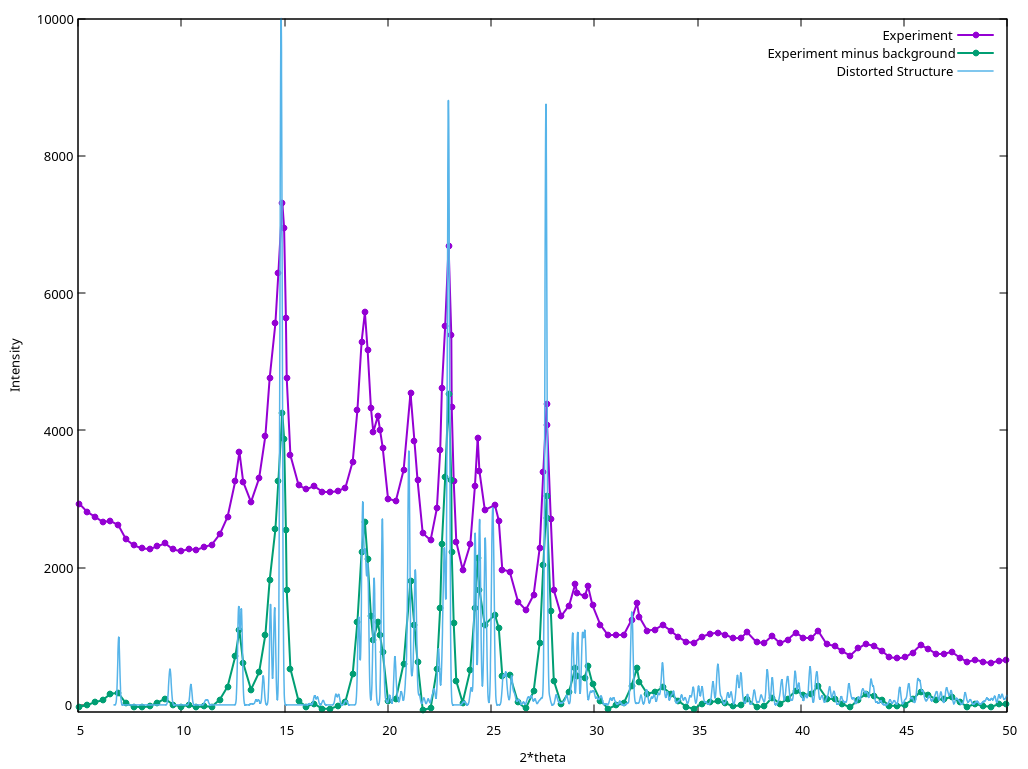 10000
8000
6000
4000
2000
0
Intensity
Experiment
Experiment minus background
Distorted Structure
5 10 15 20 25 30 35 40 45 50
2*theta